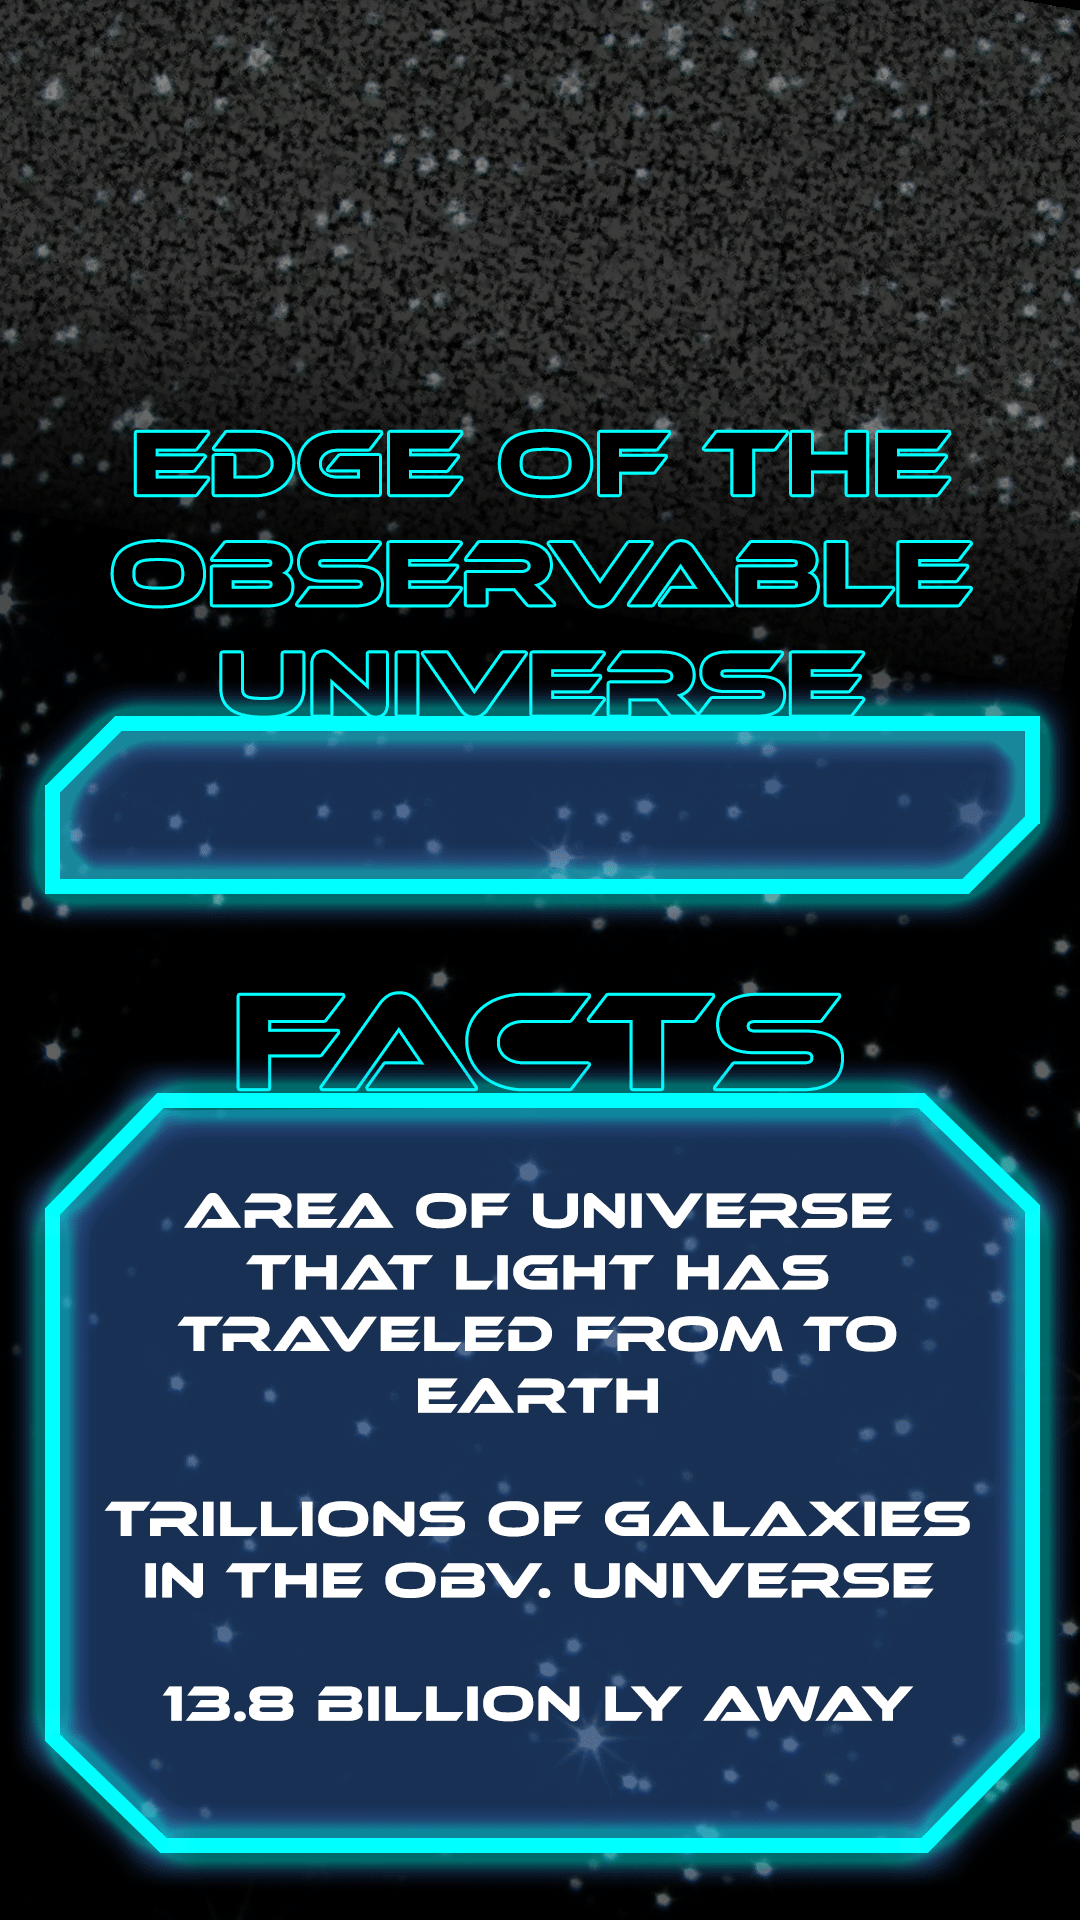 EDGE OF THE
OBSERVABLE
UNIVERSE
FACTS
AREA OF UNIVERSE
THAT LIGHT HAS
TRAVELED FROM TO
EARTH
TRILLIONS OF GALAXIES
IN THE OBV. UNIVERSE
13.8 BILLION LY AWAY